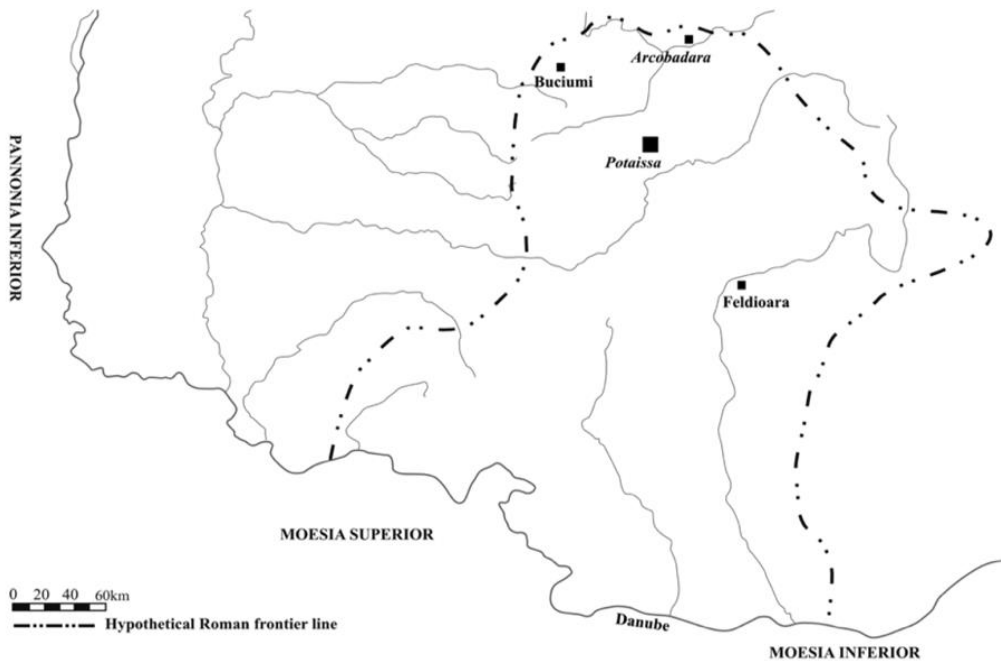 Arcobadara
Buciumi
PANNONIA INFERIOR
Potaissa
Feldioara
MOESIA SUPERIOR
0 20 40 60km
Hypothetical Roman frontier line
Danube
MOESIA INFERIOR